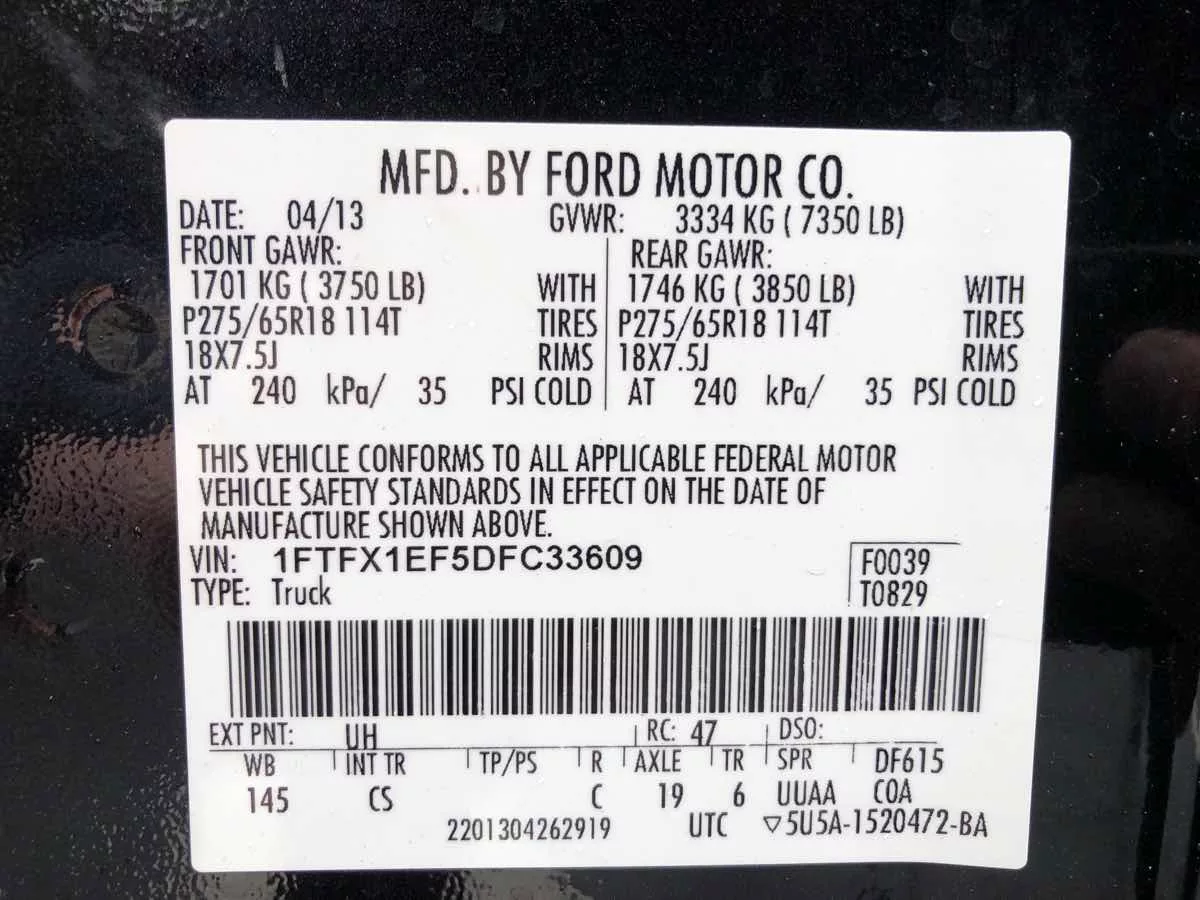 MFD. BY FORD MOTOR CO.
DATE: 04/13 GVWR: 3334 KG ( 7350 LB)
FRONT GAWR: REAR GAWR:
1701 KG ( 3750 LB) WITH 1746 KG ( 3850 LB) WITH
P275/65R18 114T TIRES P275/65R18 114T TIRES
18X7.5J RIMS 18X7.5J RIMS
AT 240 kPa/ 35 PSI COLD AT 240 kPa/ 35 PSI COLD
THIS VEHICLE CONFORMS TO ALL APPLICABLE FEDERAL MOTOR
VEHICLE SAFETY STANDARDS IN EFFECT ON THE DATE OF
MANUFACTURE SHOWN ABOVE.
VIN: 1FTFX1EF5DFC33609 F0039
TYPE: Truck T0829
EXT PNT: UH RC: 47 DSO:
WB INT TR TP/PS R AXLE TR SPR DF615
145 CS C 19 6 UUAA COA
2201304262919 UTC ▽5U5A-1520472-BA